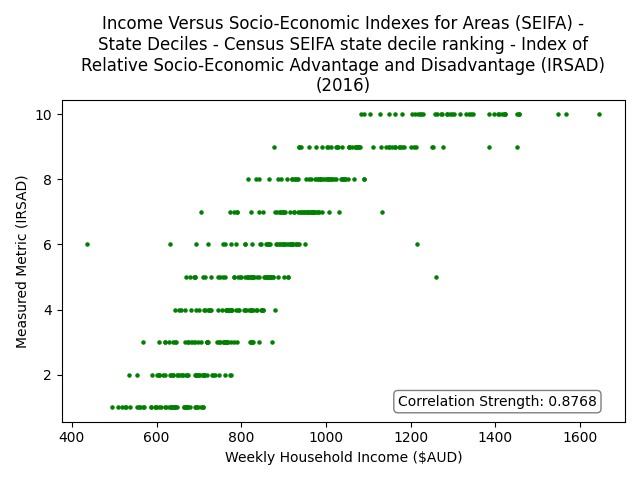 Income Versus Socio-Economic Indexes for Areas (SEIFA) -
State Deciles - Census SEIFA state decile ranking - Index of
Relative Socio-Economic Advantage and Disadvantage (IRSAD)
(2016)
Measured Metric (IRSAD)
10
8
6
4
2
Correlation Strength: 0.8768
400 600 800 1000 1200 1400 1600
Weekly Household Income ($AUD)